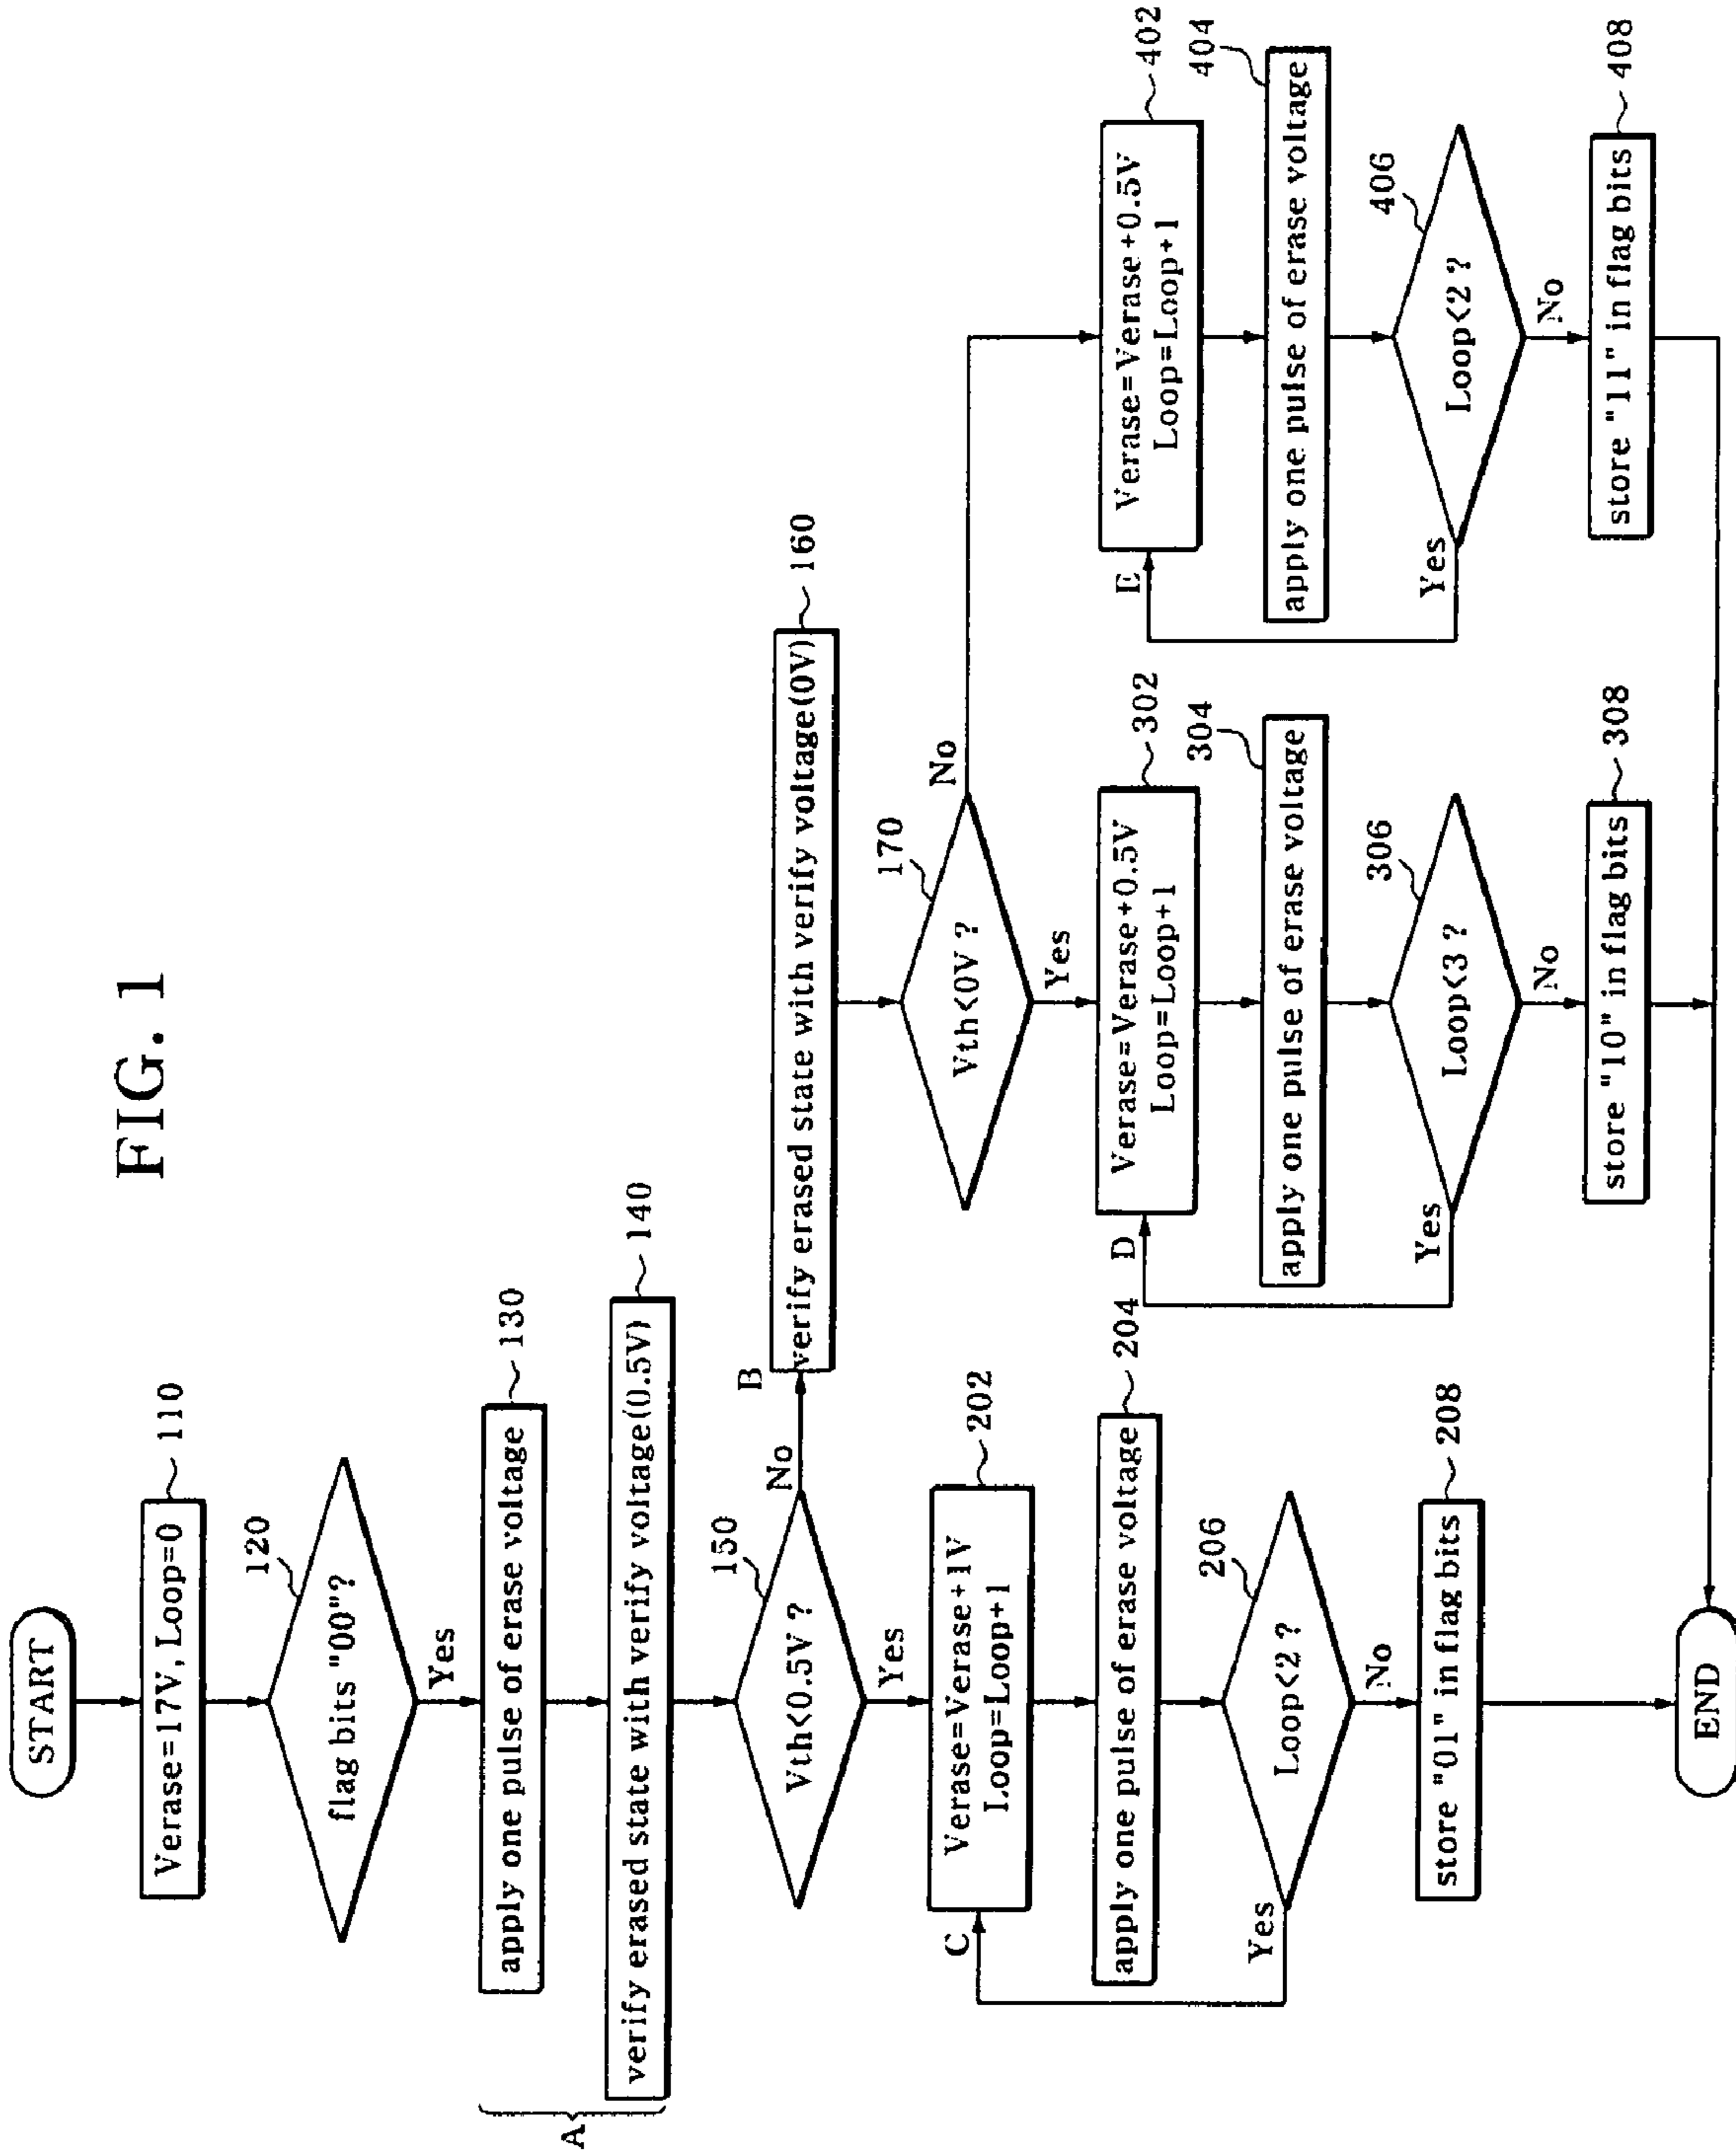 FIG. 1
START
Verase=17V, Loop=0
110
flag bits "00"?
120
Yes
apply one pulse of erase voltage
130
verify erased state with verify voltage(0.5V)
140
A
Vth<0.5V ?
150
No
Yes
B
verify erased state with verify voltage(0V)
160
Vth<0V ?
170
No
Yes
C
Verase=Verase+1V
Loop=Loop+1
202
apply one pulse of erase voltage
204
Loop<2 ?
206
Yes
No
store "01" in flag bits
208
D
Verase=Verase+0.5V
Loop=Loop+1
302
apply one pulse of erase voltage
304
Loop<3 ?
306
Yes
No
store "10" in flag bits
308
E
Verase=Verase+0.5V
Loop=Loop+1
402
apply one pulse of erase voltage
404
Loop<2 ?
406
Yes
No
store "11" in flag bits
408
END